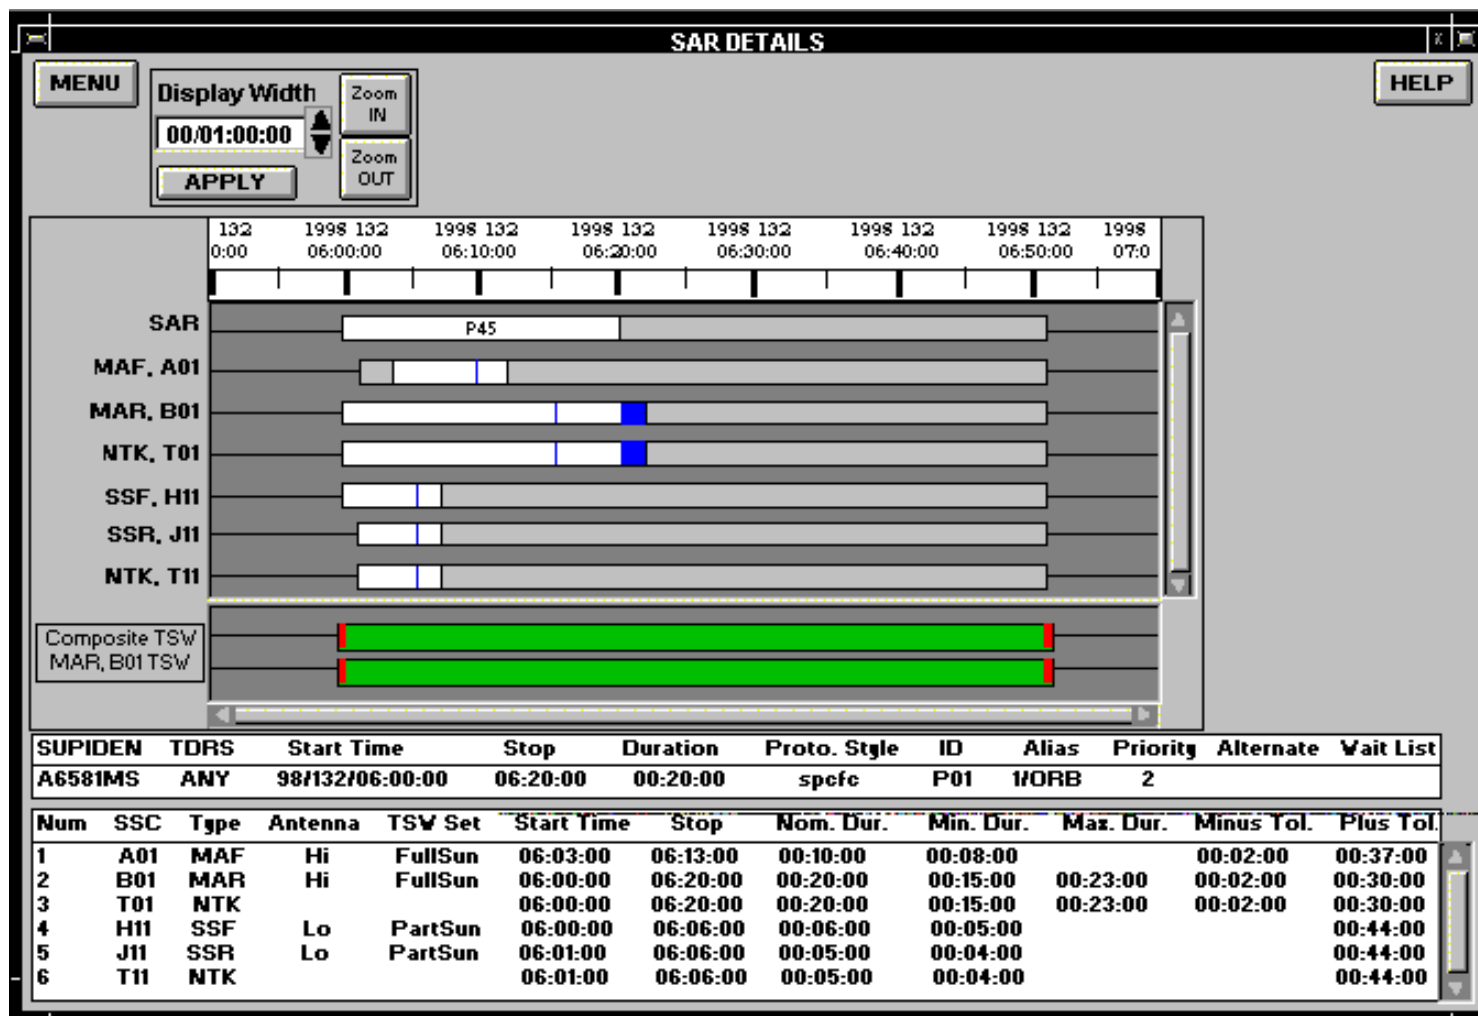 SAR DETAILS
MENU
Display Width
Zoom IN
HELP
00/01:00:00
Zoom OUT
APPLY
132 1998 132 1998 132 1998 132 1998 132 1998 132 1998 132 1998
0:00 06:00:00 06:10:00 06:20:00 06:30:00 06:40:00 06:50:00 07:0
SAR P45
MAF, A01
MAR, B01
NTK, T01
SSF, H11
SSR, J11
NTK, T11
Composite TSW
MAR, B01 TSW
SUPIDEN TDRS Start Time Stop Duration Proto. Style ID Alias Priority Alternate Wait List
A6581MS ANY 98/132/06:00:00 06:20:00 00:20:00 spcfc P01 1/ORB 2
Num SSC Type Antenna TSW Set Start Time Stop Nom. Dur. Min. Dur. Max. Dur. Minus Tol. Plus Tol.
1 A01 MAF Hi FullSun 06:03:00 06:13:00 00:10:00 00:08:00 00:02:00 00:37:00
2 B01 MAR Hi FullSun 06:00:00 06:20:00 00:20:00 00:15:00 00:23:00 00:02:00 00:30:00
3 T01 NTK 06:00:00 06:20:00 00:20:00 00:15:00 00:23:00 00:02:00 00:30:00
4 H11 SSF Lo PartSun 06:00:00 06:06:00 00:06:00 00:05:00 00:44:00
5 J11 SSR Lo PartSun 06:01:00 06:06:00 00:05:00 00:04:00 00:44:00
6 T11 NTK 06:01:00 06:06:00 00:05:00 00:04:00 00:44:00